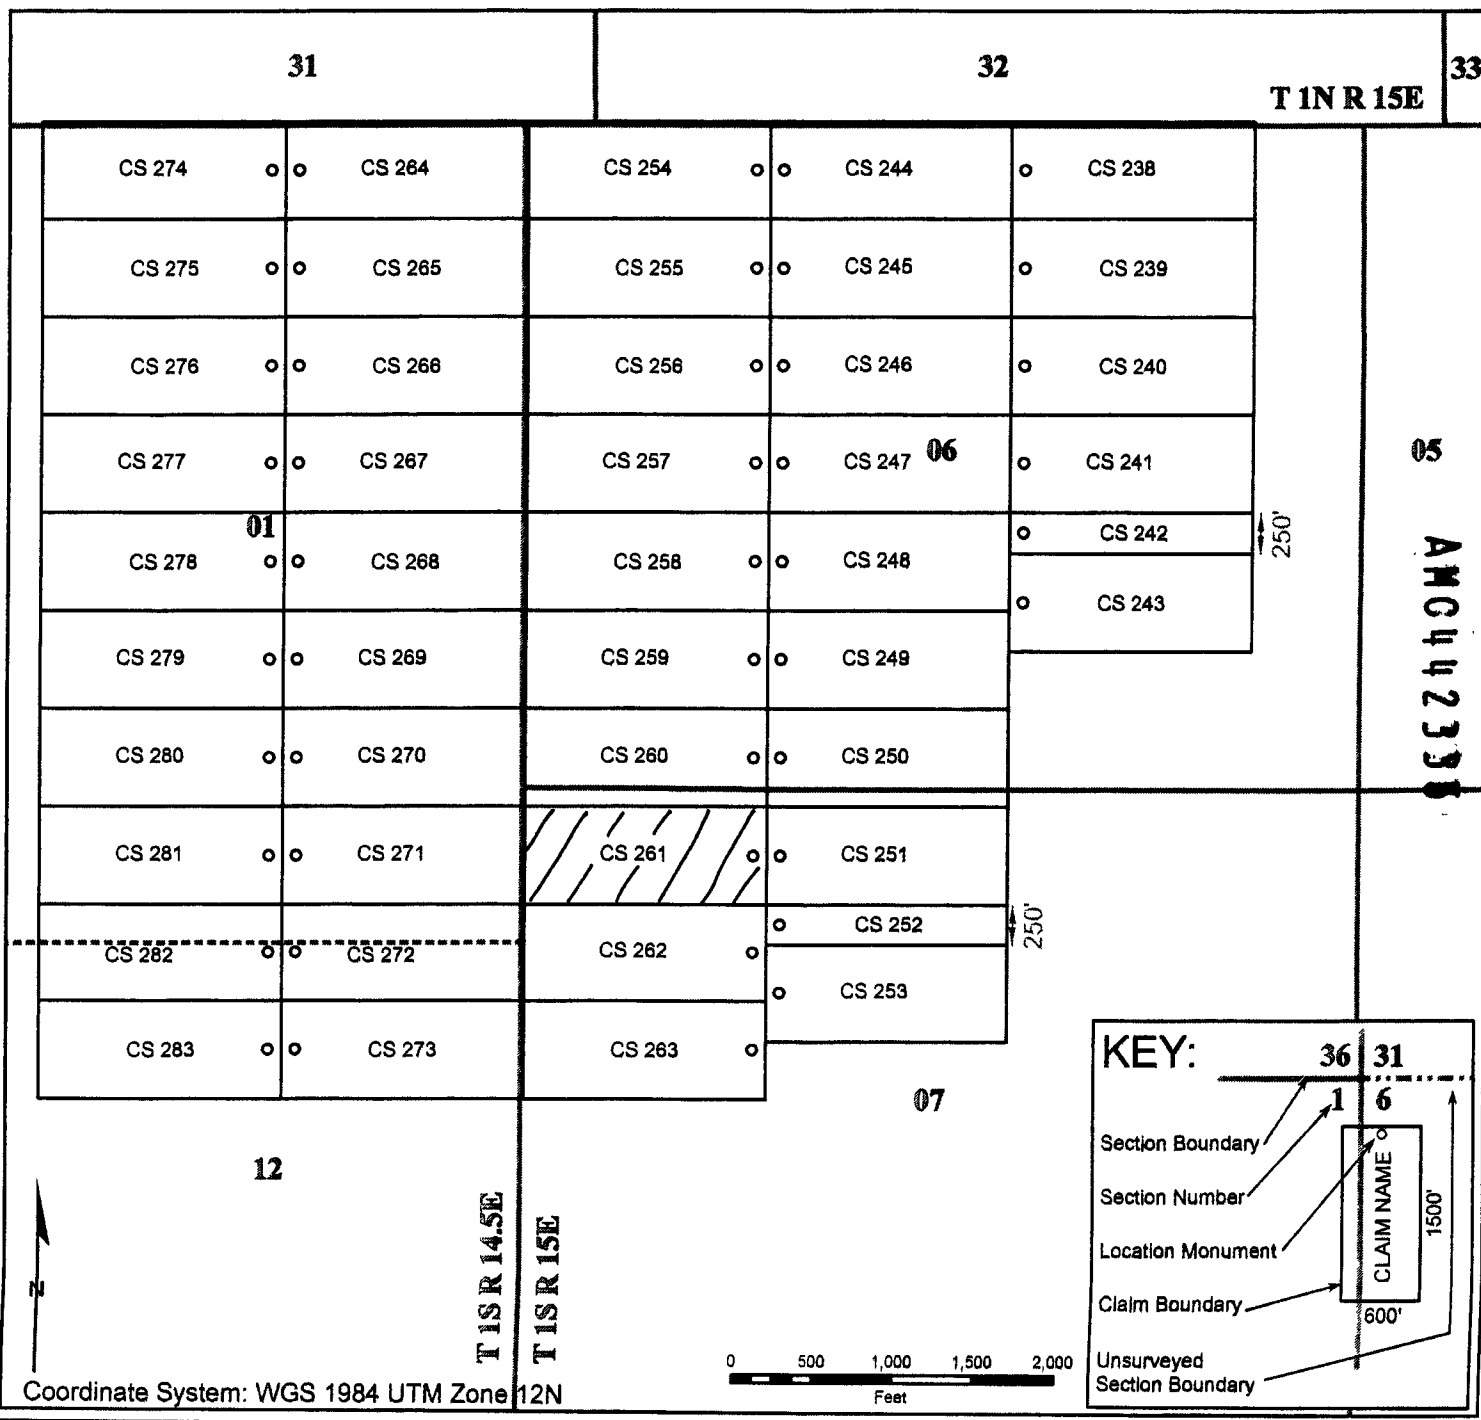 31 32 33
T 1N R 15E
CS 274 CS 264 CS 254 CS 244 CS 238
CS 275 CS 265 CS 255 CS 245 CS 239
CS 276 CS 266 CS 256 CS 246 CS 240
CS 277 CS 267 CS 257 CS 247 06 CS 241 05
01
CS 278 CS 268 CS 258 CS 248 CS 242 250'
CS 243
CS 279 CS 269 CS 259 CS 249
CS 280 CS 270 CS 260 CS 250
CS 281 CS 271 CS 261 CS 251
CS 252 250'
CS 282 CS 272 CS 262
CS 253
CS 283 CS 273 CS 263
07
12
T 1S R 14.5E
T 1S R 15E
N
Coordinate System: WGS 1984 UTM Zone 12N
0 500 1,000 1,500 2,000
Feet
KEY:
36 31
1 6
Section Boundary
Section Number
Location Monument
Claim Boundary
Unsurveyed
Section Boundary
CLAIM NAME
1500'
600'